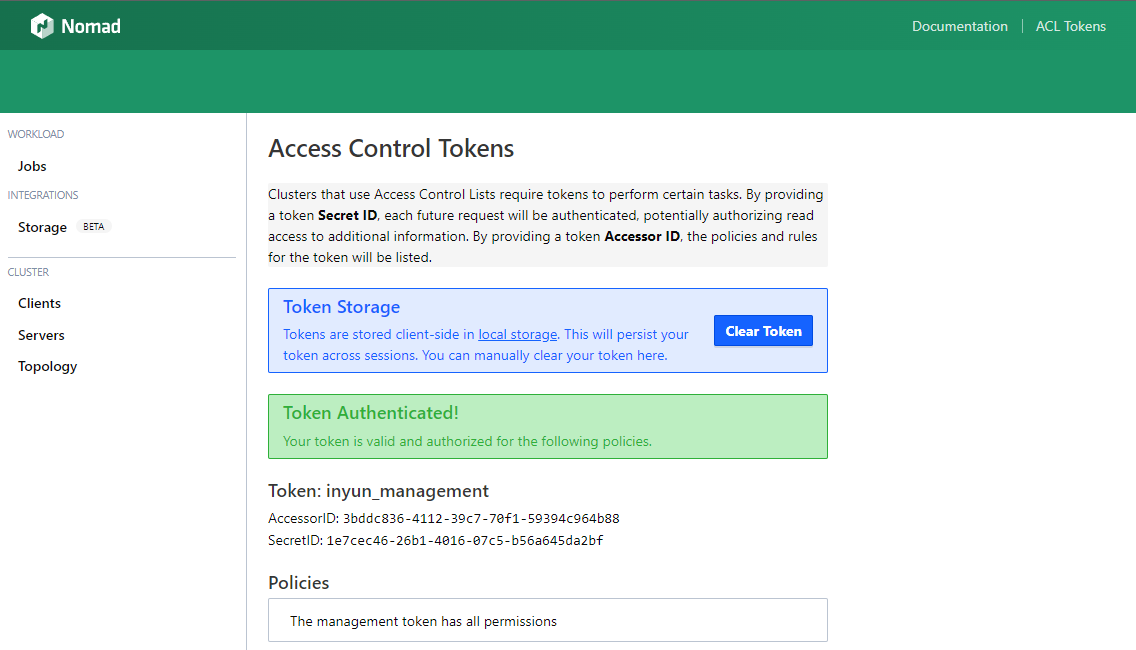 Nomad
Documentation
ACL Tokens
WORKLOAD
Jobs
INTEGRATIONS
Storage BETA
CLUSTER
Clients
Servers
Topology
Access Control Tokens
Clusters that use Access Control Lists require tokens to perform certain tasks. By providing
a token Secret ID, each future request will be authenticated, potentially authorizing read
access to additional information. By providing a token Accessor ID, the policies and rules
for the token will be listed.
Token Storage
Tokens are stored client-side in local storage. This will persist your
token across sessions. You can manually clear your token here.
Clear Token
Token Authenticated!
Your token is valid and authorized for the following policies.
Token: inyun_management
AccessorID: 3bddc836-4112-39c7-70f1-59394c964b88
SecretID: 1e7cec46-26b1-4016-07c5-b56a645da2bf
Policies
The management token has all permissions